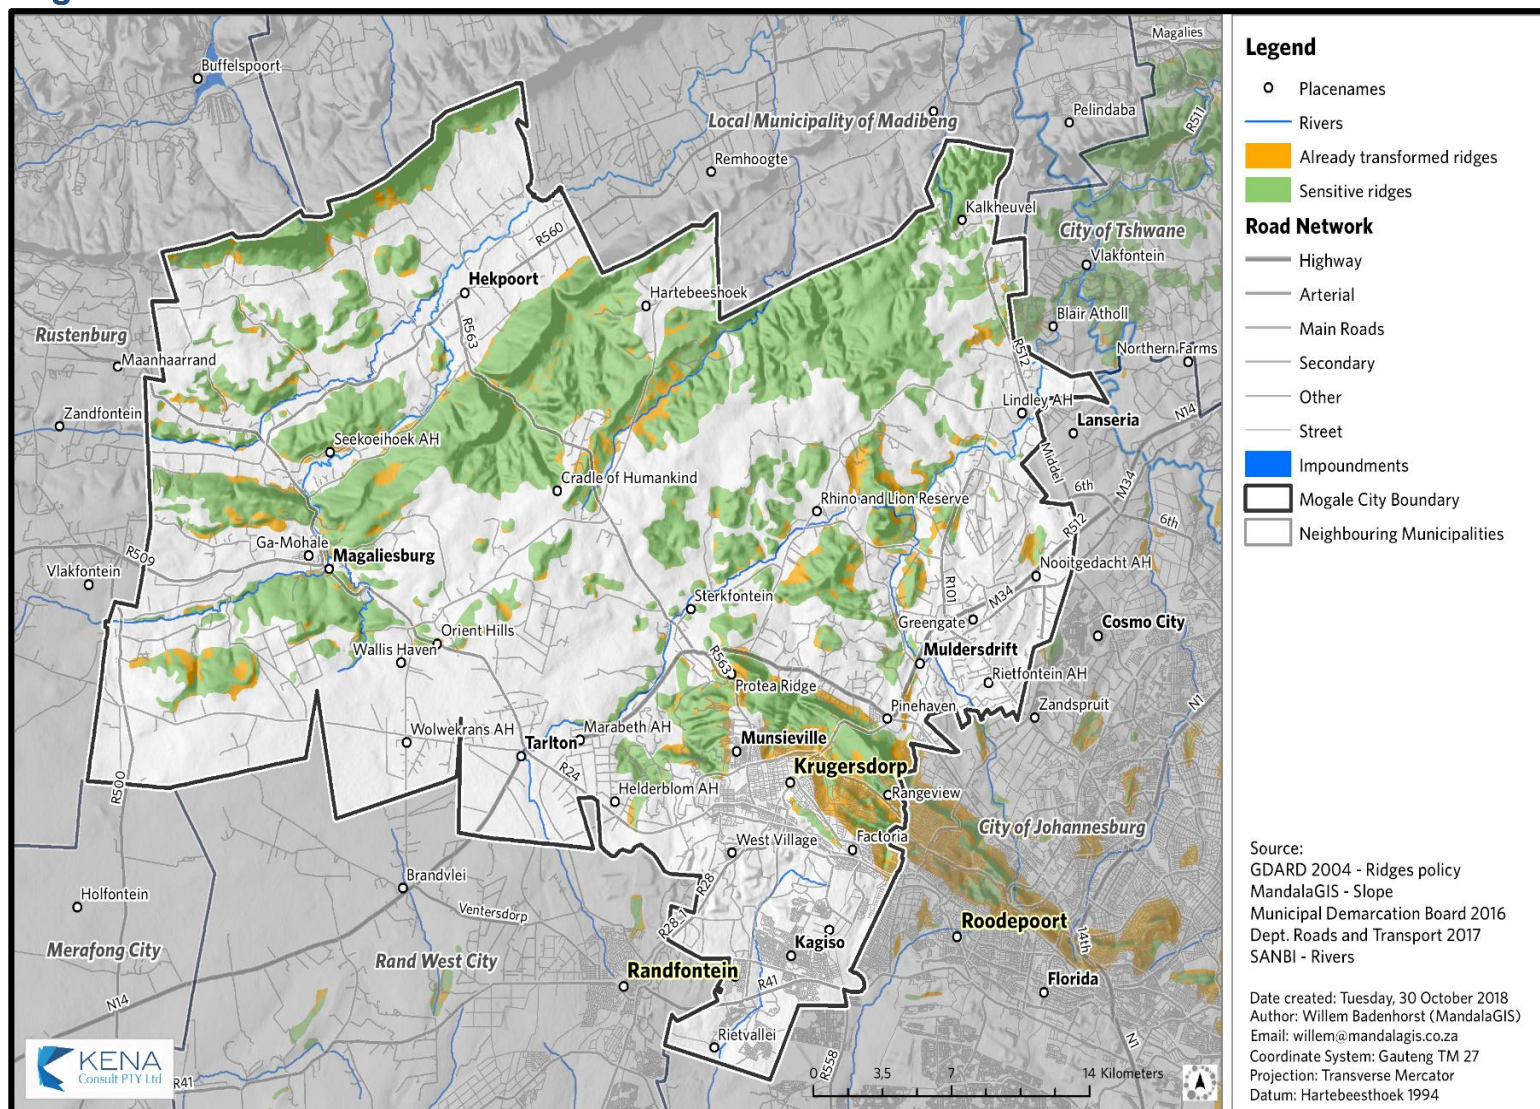 Magalies
Buffelspoort
Pelindaba
R511
Local Municipality of Madibeng
Remhoogte
Kalkheuvel
City of Tshwane
R560
Vlakfontein
Hekpoort
Hartebeeshoek
Blair Atholl
Rustenburg
R563
Maanhaarrand
R512
Northern Farms
Zandfontein
Lindley AH
Lanseria
N14
Seekoeihoek AH
Middel
Cradle of Humankind
6th
M34
Rhino and Lion Reserve
6th
R512
Ga-Mohale
R509
Magaliesburg
Vlakfontein
Nooitgedacht AH
R101
M34
Sterkfontein
Greengate
Cosmo City
Orient Hills
Wallis Haven
Muldersdrift
R563
Protea Ridge
Rietfontein AH
Pinehaven
Zandspruit
N1
Marabeth AH
Wolwekrans AH
Tarlton
Munsieville
R24
Krugersdorp
R500
Helderblom AH
Rangeview
City of Johannesburg
West Village
Factoria
Brandvlei
R28
Holfontein
Ventersdorp
R28_1
Roodepoort
14th
Kagiso
Merafong City
Rand West City
Randfontein
R41
Florida
N14
Rietvallei
N1
R558
KENA
Consult PTY Ltd
R41
0 3,5 7 14 Kilometers
Legend
Placenames
Rivers
Already transformed ridges
Sensitive ridges
Road Network
Highway
Arterial
Main Roads
Secondary
Other
Street
Impoundments
Mogale City Boundary
Neighbouring Municipalities
Source:
GDARD 2004 - Ridges policy
MandalaGIS - Slope
Municipal Demarcation Board 2016
Dept. Roads and Transport 2017
SANBI - Rivers
Date created: Tuesday, 30 October 2018
Author: Willem Badenhorst (MandalaGIS)
Email: willem@mandalagis.co.za
Coordinate System: Gauteng TM 27
Projection: Transverse Mercator
Datum: Hartebeesthoek 1994